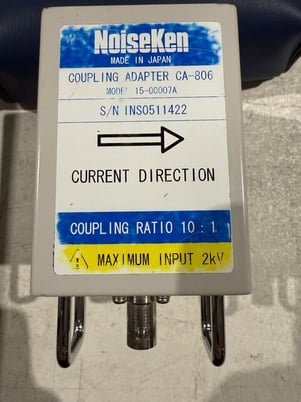 NoiseKen
MADE IN JAPAN
COUPLING ADAPTER CA-806
MODEL 15-00007A
S/N INS0511422
CURRENT DIRECTION
COUPLING RATIO 10 : 1
MAXIMUM INPUT 2kV